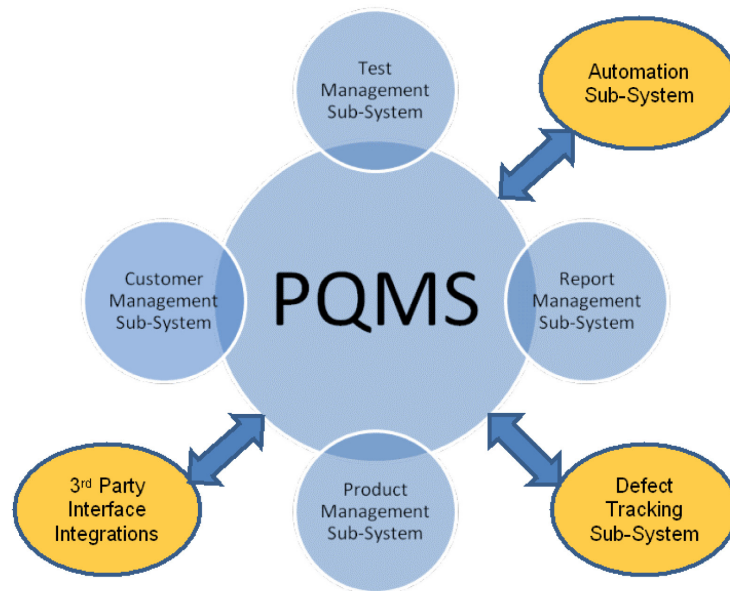 Test
Management
Sub-System
Automation
Sub-System
Customer
Management
Sub-System
PQMS
Report
Management
Sub-System
3rd Party
Interface
Integrations
Product
Management
Sub-System
Defect
Tracking
Sub-System